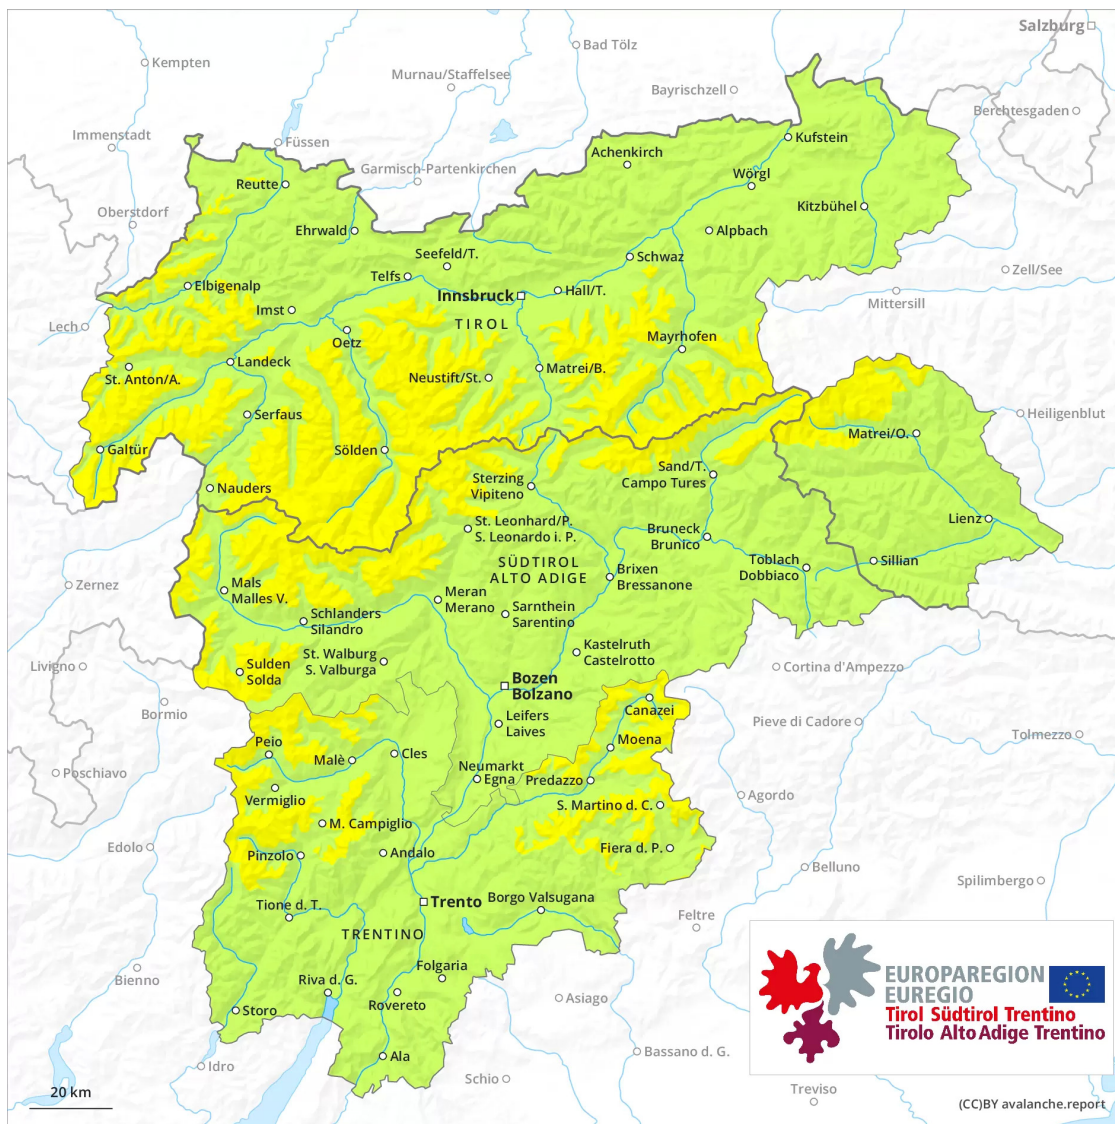 Salzburg
Bad Tölz
Kempten
Murnau/Staffelsee
Bayrischzell
Berchtesgaden
Immenstadt
Füssen
Kufstein
Achenkirch
Garmisch-Partenkirchen
Wörgl
Reutte
Oberstdorf
Kitzbühel
Ehrwald
Alpbach
Seefeld/T.
Schwaz
Telfs
Zell/See
Elbigenalp
Innsbruck
Hall/T.
Mittersill
Imst
TIROL
Lech
Oetz
Mayrhofen
Landeck
Matrei/B.
St. Anton/A.
Neustift/St.
Serfaus
Heiligenblut
Matrei/O.
Galtür
Sölden
Sand/T.
Campo Tures
Sterzing
Vipiteno
Nauders
Lienz
St. Leonhard/P.
S. Leonardo i. P.
Bruneck
Brunico
SÜDTIROL
ALTO ADIGE
Toblach
Dobbiaco
Sillian
Brixen
Bressanone
Zernez
Mals
Malles V.
Meran
Merano
Sarnthein
Sarentino
Schlanders
Silandro
Kastelruth
Castelrotto
St. Walburg
S. Valburga
Livigno
Sulden
Solda
Cortina d'Ampezzo
Bozen
Bolzano
Bormio
Canazei
Leifers
Laives
Pieve di Cadore
Tolmezzo
Peio
Moena
Cles
Malè
Poschiavo
Neumarkt
Egna
Predazzo
Vermiglio
Agordo
S. Martino d. C.
M. Campiglio
Edolo
Pinzolo
Andalo
Fiera d. P.
Belluno
Spilimbergo
Trento
Borgo Valsugana
Tione d. T.
Feltre
TRENTINO
Bienno
Folgaria
Riva d. G.
Rovereto
Asiago
Storo
EUROPAREGION
EUREGIO
Tirol Südtirol Trentino
Tirolo Alto Adige Trentino
Ala
Bassano d. G.
Idro
Schio
Treviso
20 km
(CC)BY avalanche.report